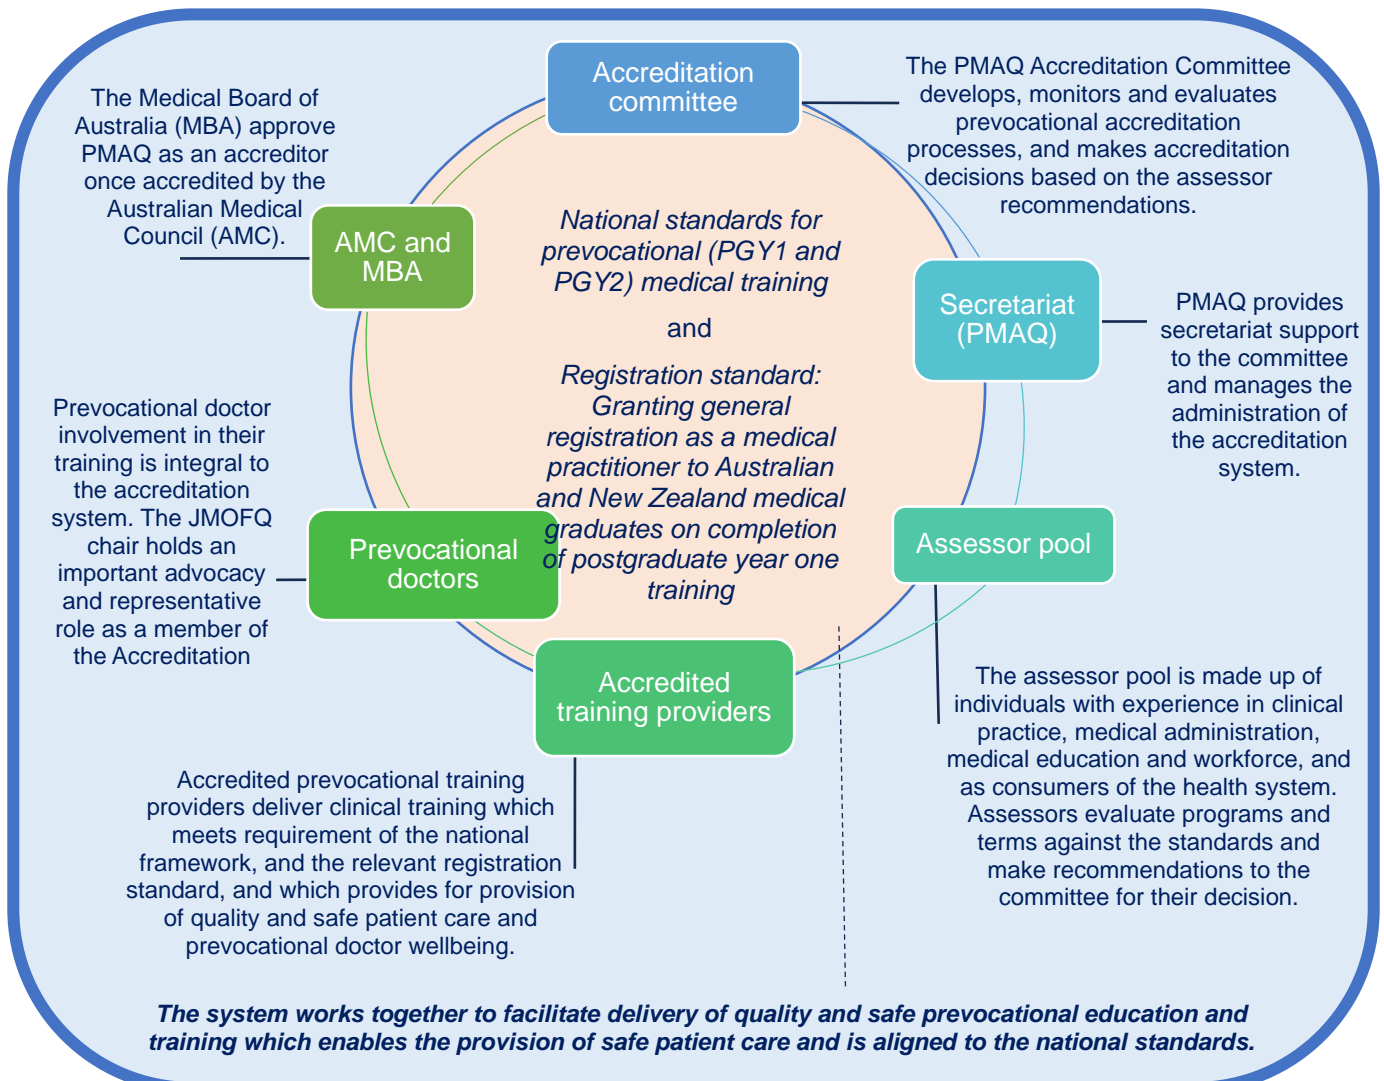 Accreditation
committee
The PMAQ Accreditation Committee
develops, monitors and evaluates
prevocational accreditation
processes, and makes accreditation
decisions based on the assessor
recommendations.
The Medical Board of
Australia (MBA) approve
PMAQ as an accreditor
once accredited by the
Australian Medical
Council (AMC).
AMC and
MBA
National standards for
prevocational (PGY1 and
PGY2) medical training
and
Registration standard:
Granting general
registration as a medical
practitioner to Australian
and New Zealand medical
graduates on completion
of postgraduate year one
training
Secretariat
(PMAQ)
PMAQ provides
secretariat support
to the committee
and manages the
administration of
the accreditation
system.
Prevocational doctor
involvement in their
training is integral to
the accreditation
system. The JMOFQ
chair holds an
important advocacy
and representative
role as a member of
the Accreditation
Prevocational
doctors
Assessor pool
Accredited
training providers
The assessor pool is made up of
individuals with experience in clinical
practice, medical administration,
medical education and workforce, and
as consumers of the health system.
Assessors evaluate programs and
terms against the standards and
make recommendations to the
committee for their decision.
Accredited prevocational training
providers deliver clinical training which
meets requirement of the national
framework, and the relevant registration
standard, and which provides for provision
of quality and safe patient care and
prevocational doctor wellbeing.
The system works together to facilitate delivery of quality and safe prevocational education and
training which enables the provision of safe patient care and is aligned to the national standards.